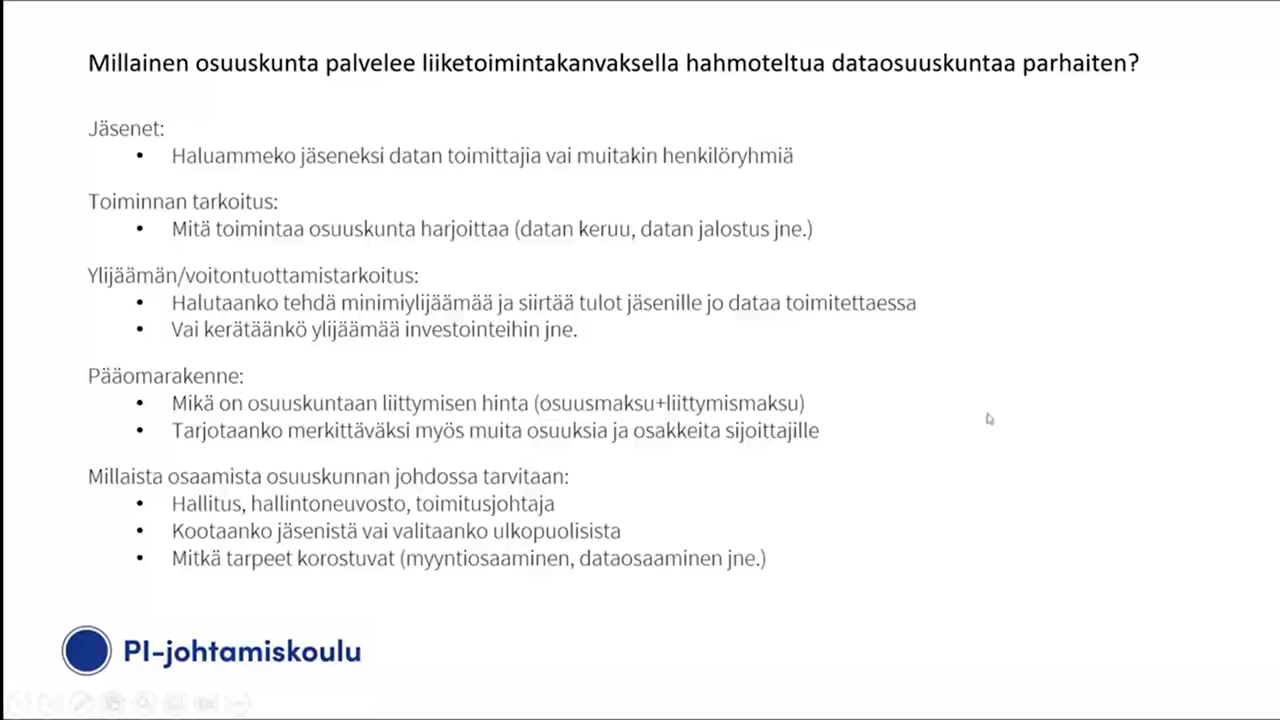 Millainen osuuskunta palvelee liiketoimintakanvaksella hahmoteltua dataosuuskuntaa parhaiten?
Jäsenet:
• Haluammeko jäseneksi datan toimittajia vai muitakin henkilöryhmiä
Toiminnan tarkoitus:
• Mitä toimintaa osuuskunta harjoittaa (datan keruu, datan jalostus jne.)
Ylijäämän/voitontuottamistarkoitus:
• Halutaanko tehdä minimiylijäämää ja siirtää tulot jäsenille jo dataa toimitettaessa
• Vai kerätäänkö ylijäämää investointeihin jne.
Pääomarakenne:
• Mikä on osuuskuntaan liittymisen hinta (osuusmaksu+liittymismaksu)
• Tarjotaanko merkittäväksi myös muita osuuksia ja osakkeita sijoittajille
Millaista osaamista osuuskunnan johdossa tarvitaan:
• Hallitus, hallintoneuvosto, toimitusjohtaja
• Kootaanko jäsenistä vai valitaanko ulkopuolisista
• Mitkä tarpeet korostuvat (myyntiosaaminen, dataosaaminen jne.)
PI-johtamiskoulu